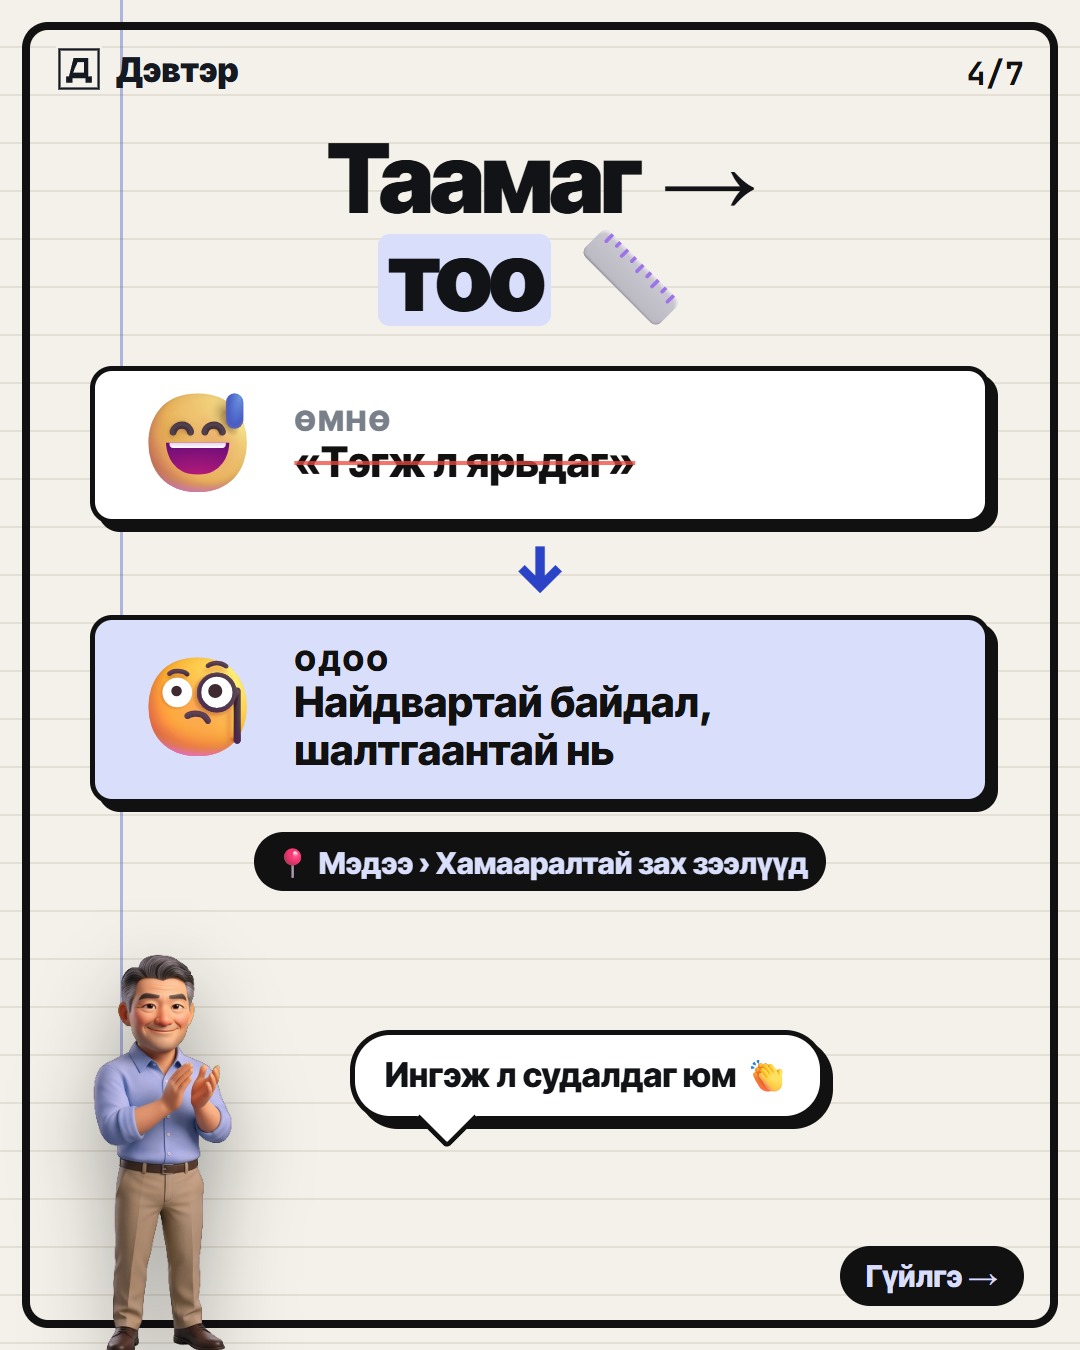 Д Дэвтэр
4/7
Таамаг →
тоо
өмнө
«Тэгж л ярьдаг»
↓
одоо
Найдвартай байдал,
шалтгаантай нь
Мэдээ › Хамааралтай зах зээлүүд
Ингэж л судалдаг юм
Гүйлгэ →